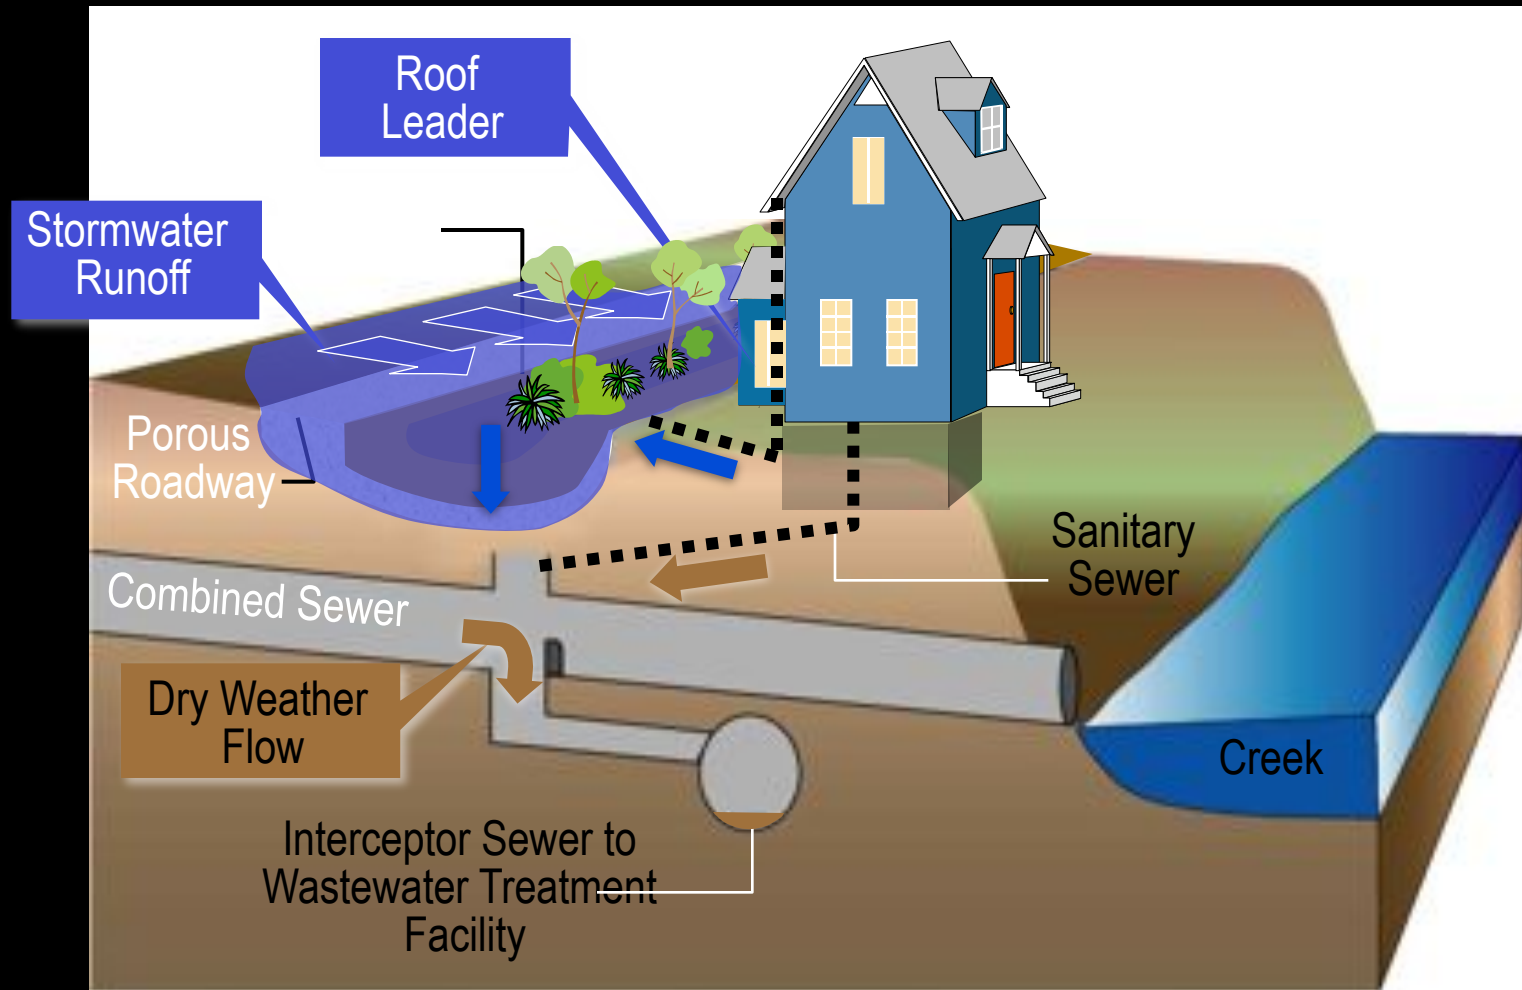 Roof
Leader
Stormwater
Runoff
Porous
Roadway
Sanitary
Sewer
Combined Sewer
Dry Weather
Flow
Creek
Interceptor Sewer to
Wastewater Treatment
Facility